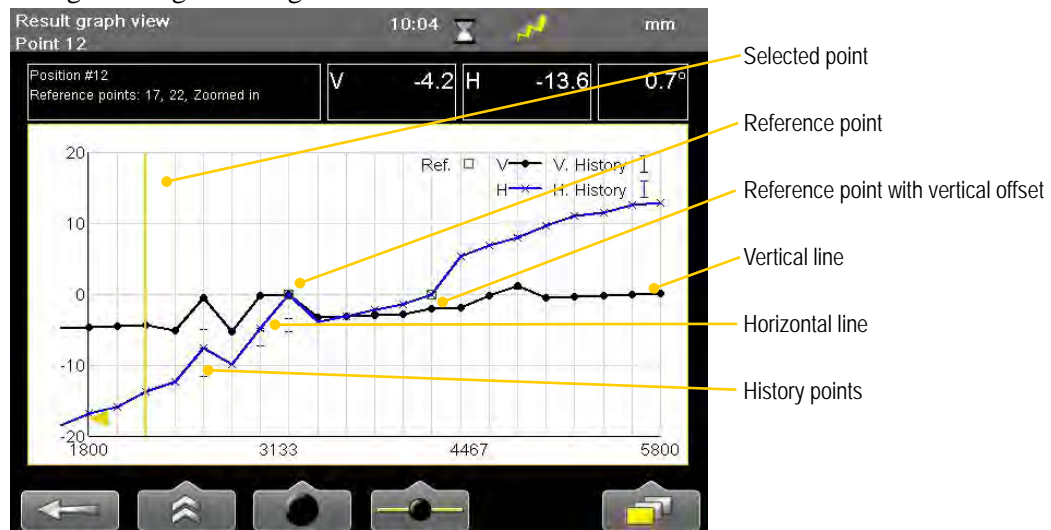 Result graph view
Point 12
10:04
mm
Position #12
Reference points: 17, 22, Zoomed in
V -4.2
H -13.6
0.7°
Ref. V V. History
H H. History
20
10
0
-10
-20
1800 3133 4467 5800
Selected point
Reference point
Reference point with vertical offset
Vertical line
Horizontal line
History points